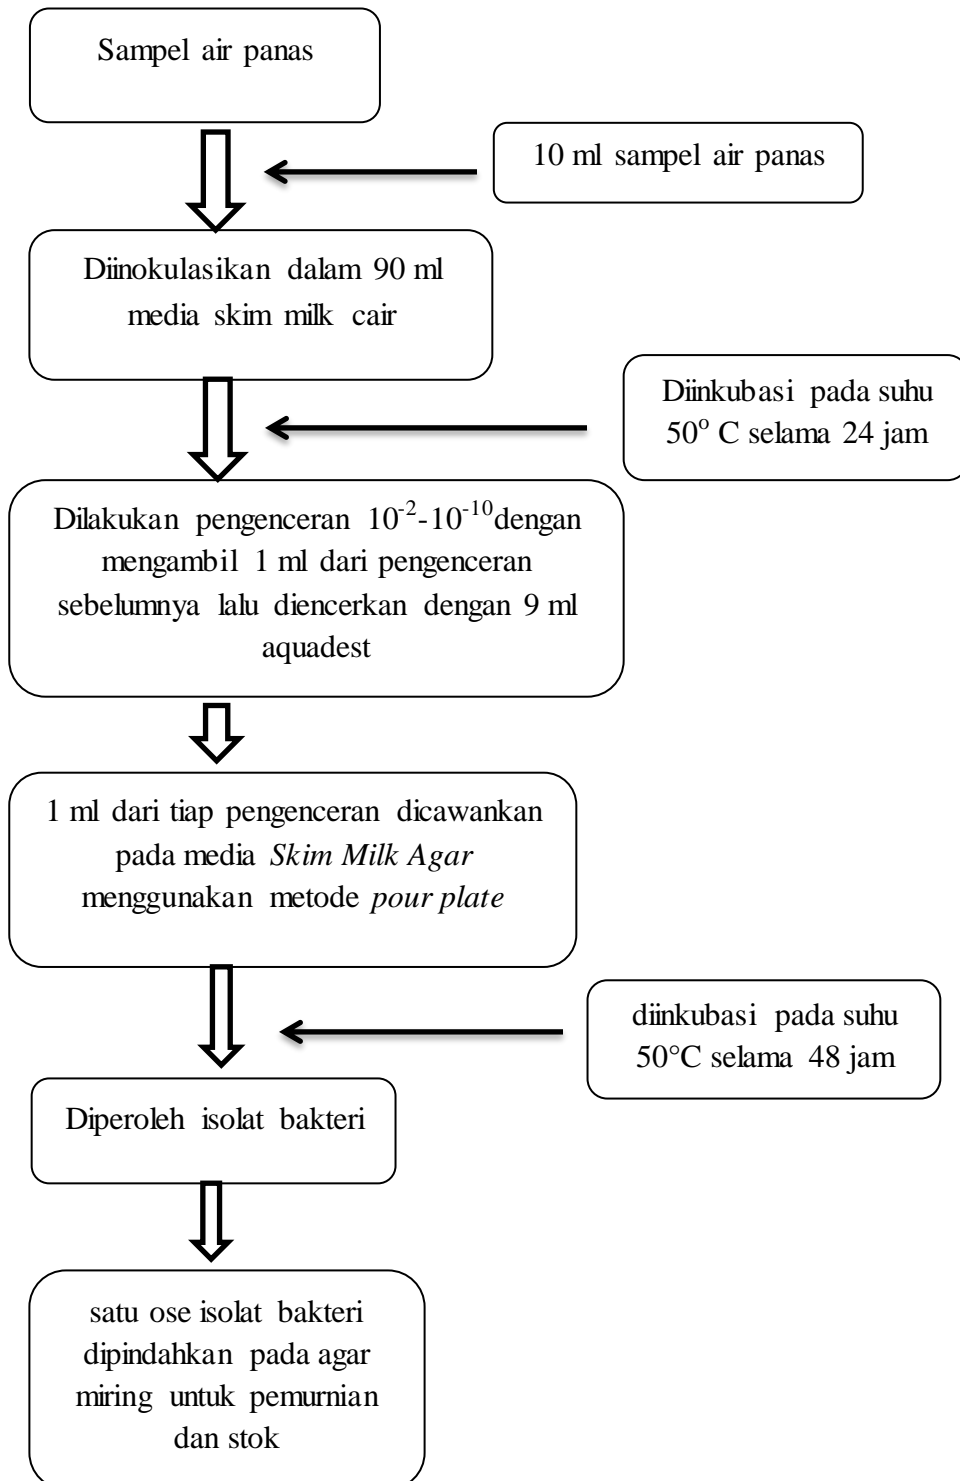 Sampel air panas
10 ml sampel air panas
Diinokulasikan dalam 90 ml
media skim milk cair
Diinkubasi pada suhu
50° C selama 24 jam
Dilakukan pengenceran 10⁻²-10⁻¹⁰dengan
mengambil 1 ml dari pengenceran
sebelumnya lalu diencerkan dengan 9 ml
aquadest
1 ml dari tiap pengenceran dicawankan
pada media Skim Milk Agar
menggunakan metode pour plate
diinkubasi pada suhu
50°C selama 48 jam
Diperoleh isolat bakteri
satu ose isolat bakteri
dipindahkan pada agar
miring untuk pemurnian
dan stok